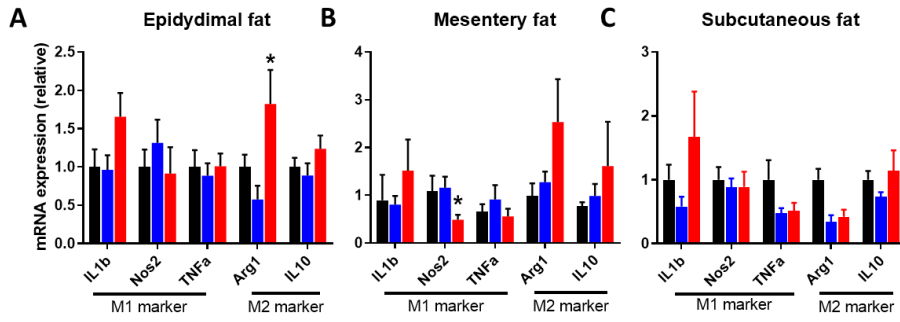 A Epidydimal fat
B Mesentery fat
C Subcutaneous fat
mRNA expression (relative)
2.5
2.0
1.5
1.0
0.5
0.0
*
IL1b Nos2 TNFa Arg1 IL10
M1 marker M2 marker
4
3
2
1
0
*
IL1b Nos2 TNFa Arg1 IL10
M1 marker M2 marker
3
2
1
0
IL1b Nos2 TNFa Arg1 IL10
M1 marker M2 marker